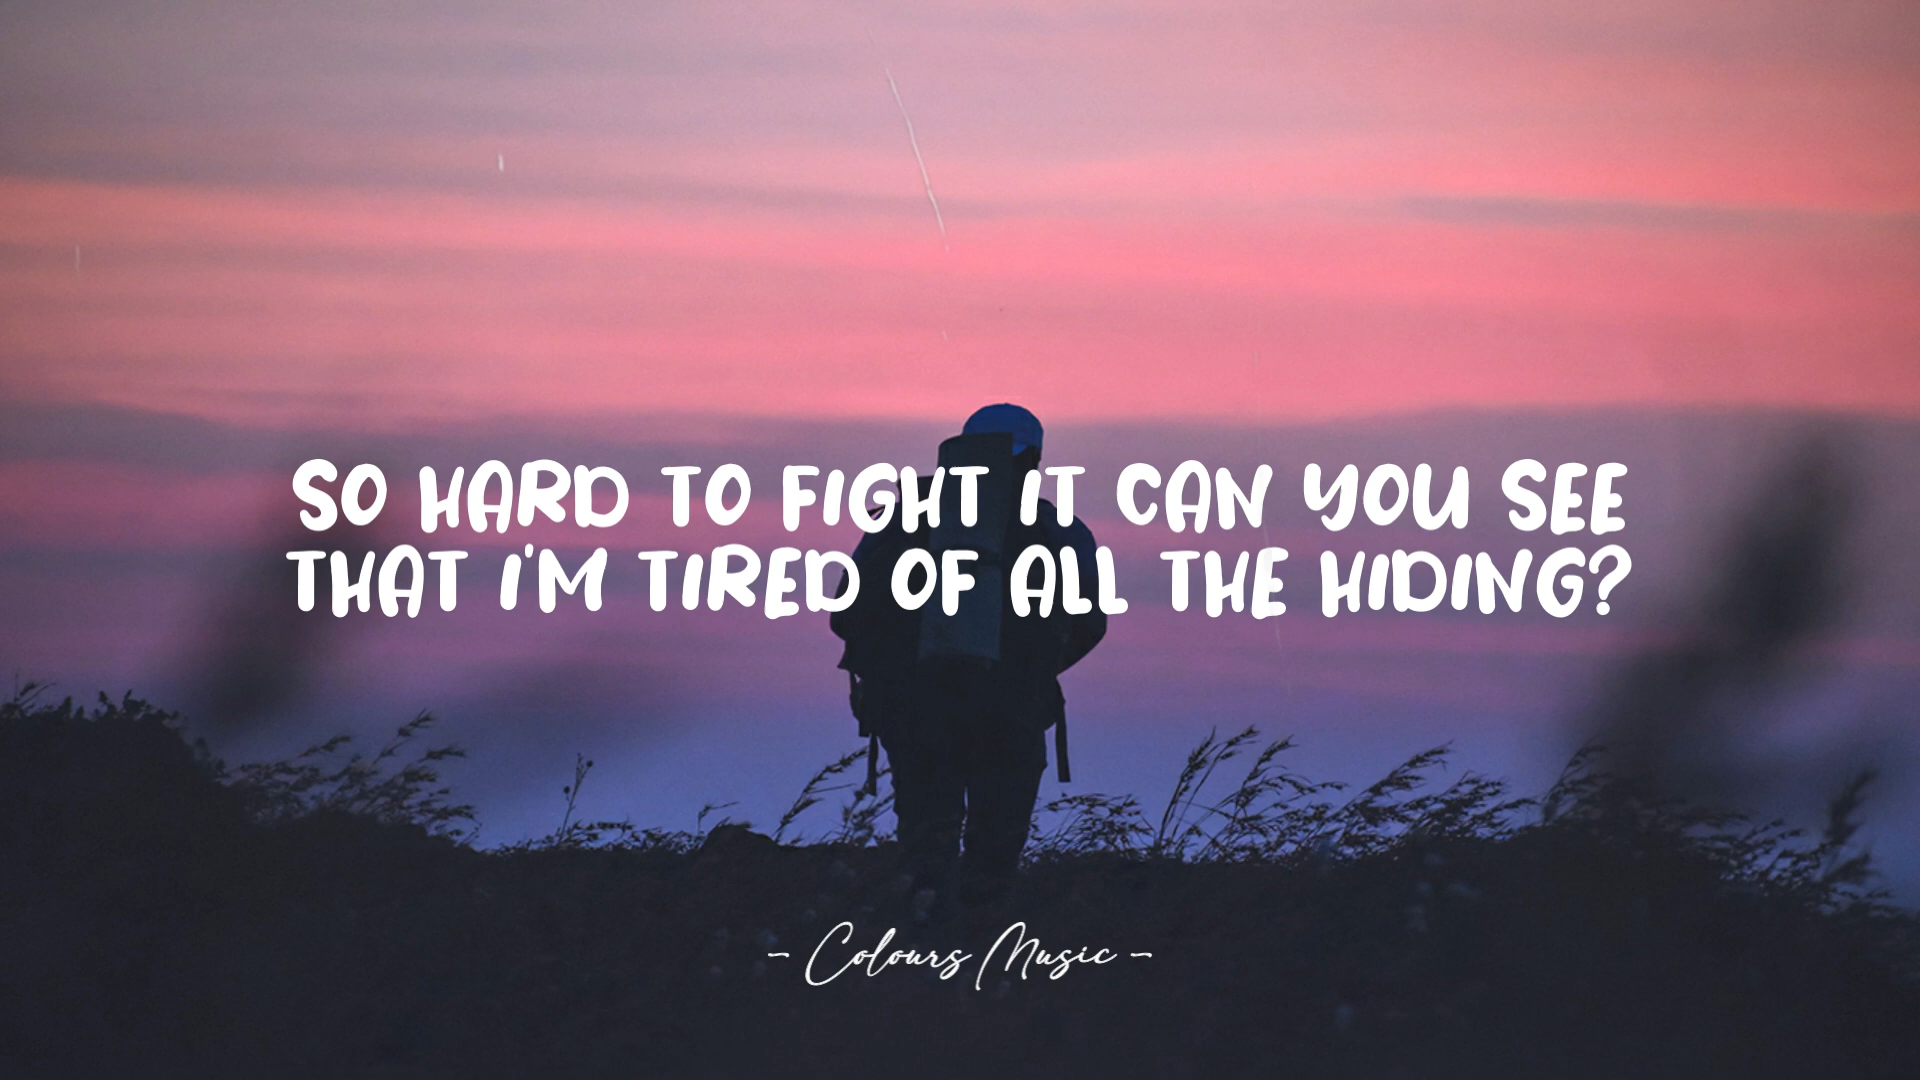 SO HARD TO FIGHT IT CAN YOU SEE
THAT I'M TIRED OF ALL THE HIDING?
- Colours Music -